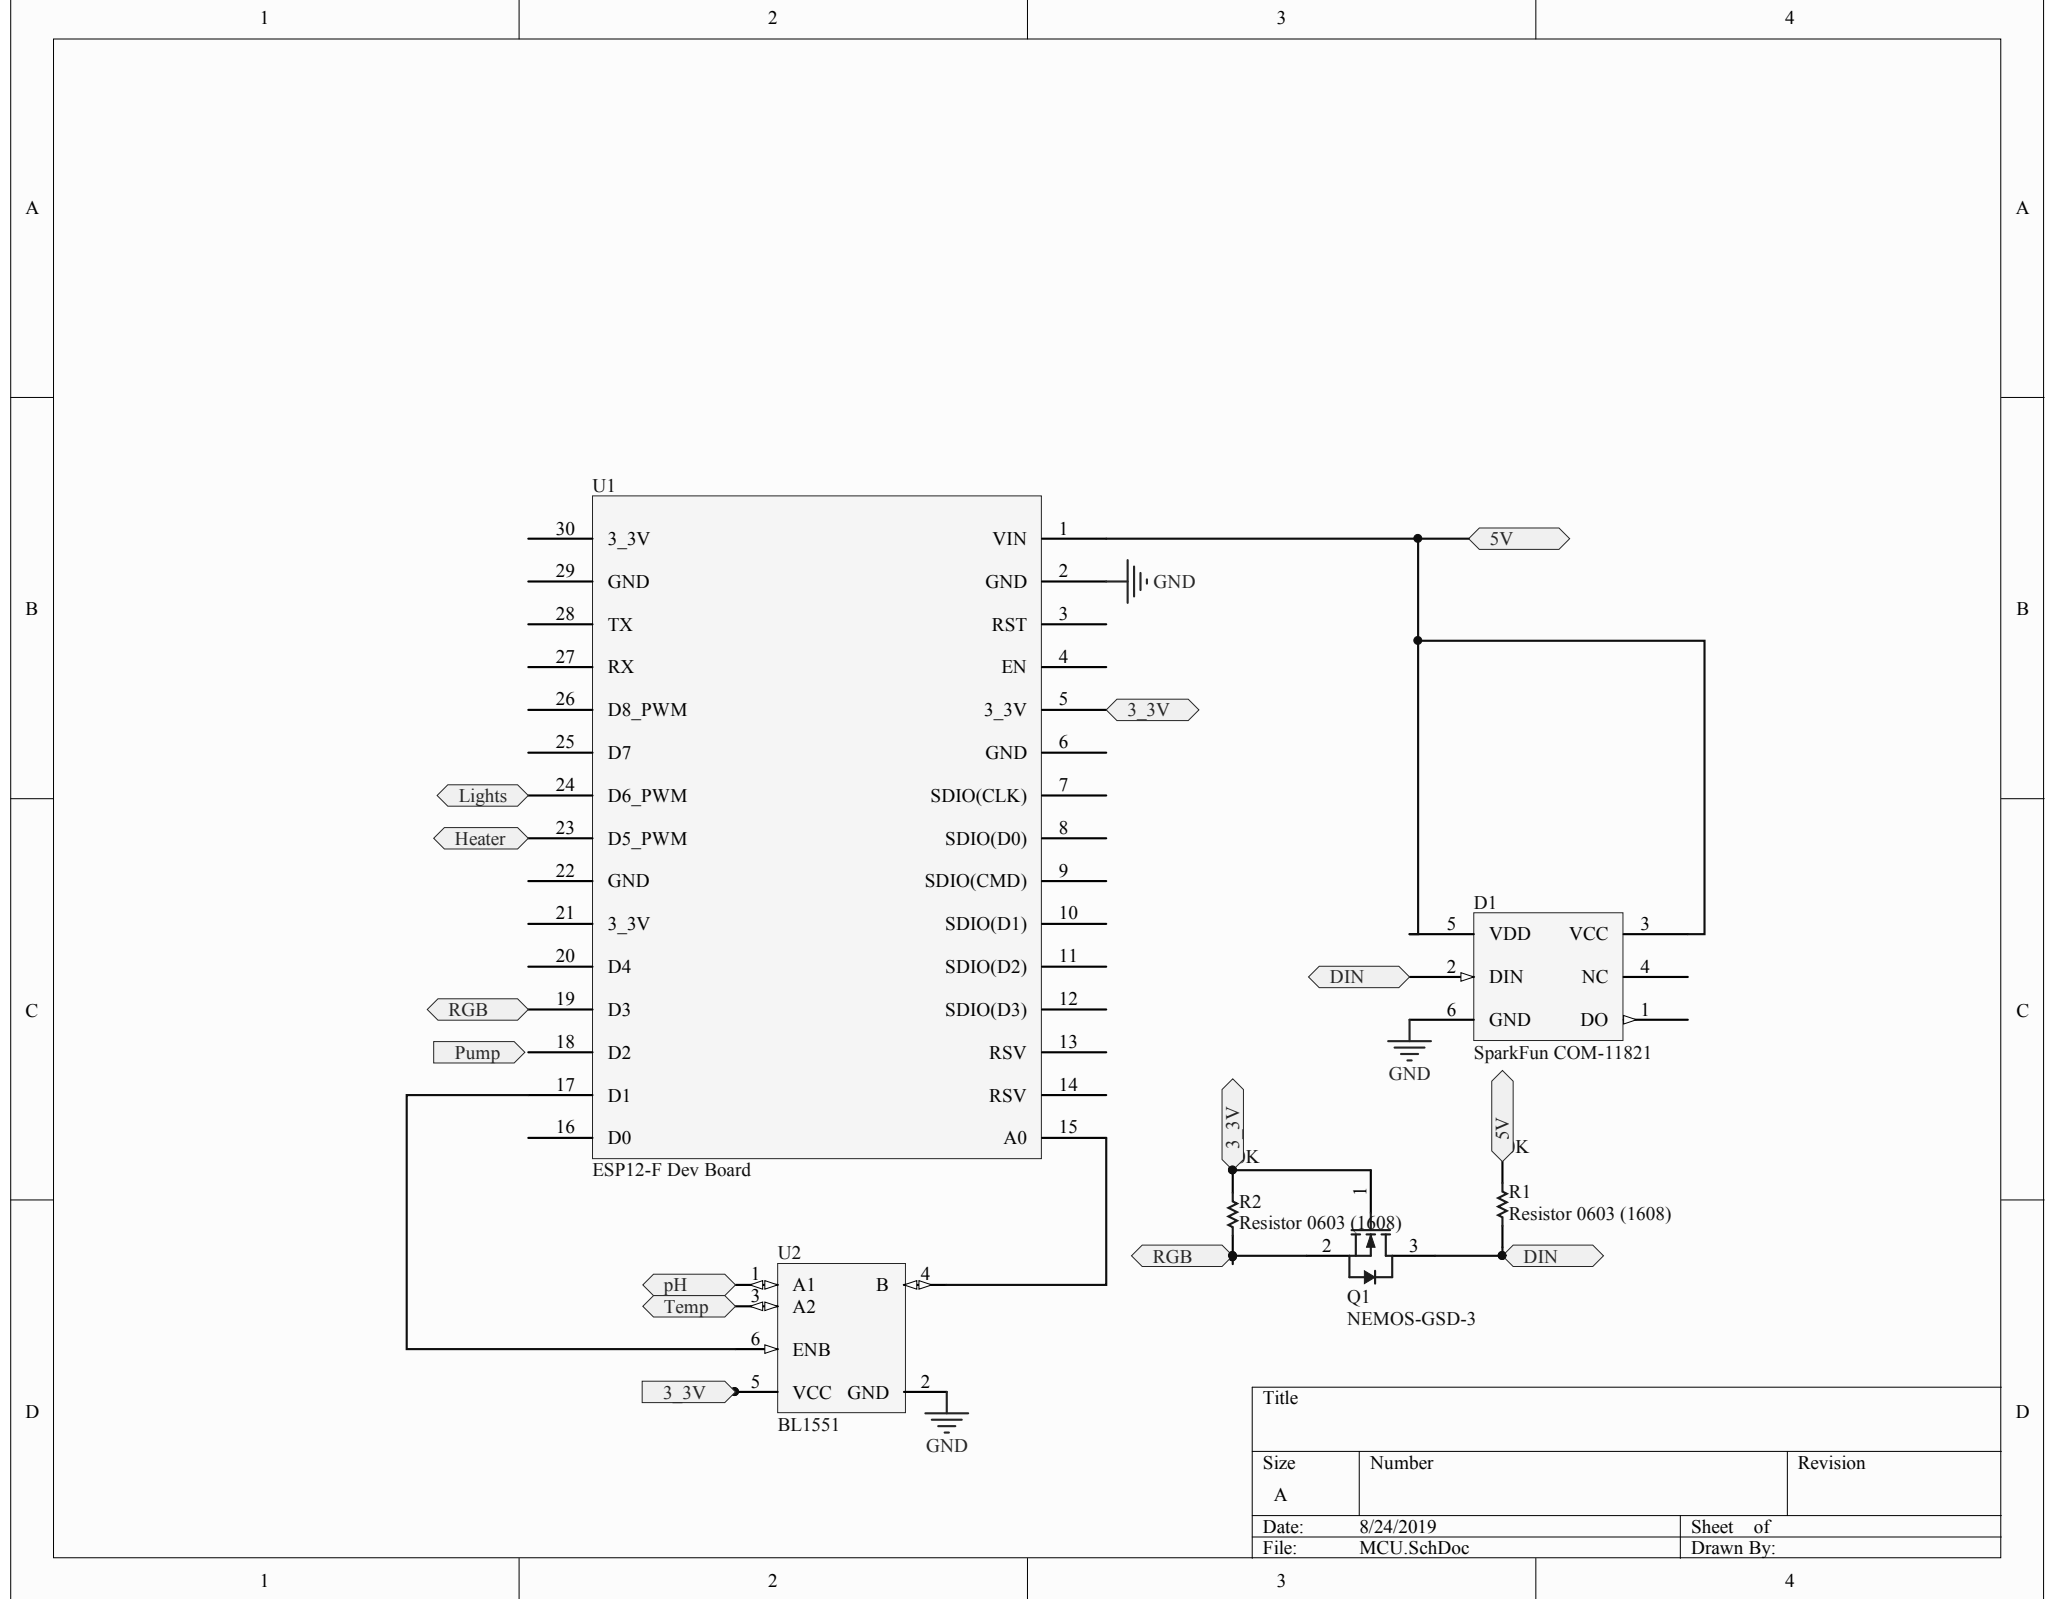 1 2 3 4
A A
B B
C C
D D
U1
30 3_3V VIN 1
5V
29 GND GND 2
GND
28 TX RST 3
27 RX EN 4
26 D8_PWM 3_3V 5
3_3V
25 D7 GND 6
Lights
24 D6_PWM SDIO(CLK) 7
Heater
23 D5_PWM SDIO(D0) 8
22 GND SDIO(CMD) 9
21 3_3V SDIO(D1) 10
20 D4 SDIO(D2) 11
RGB
19 D3 SDIO(D3) 12
Pump
18 D2 RSV 13
17 D1 RSV 14
16 D0 A0 15
ESP12-F Dev Board
D1
5 VDD VCC 3
DIN
2 DIN NC 4
6 GND DO 1
SparkFun COM-11821
GND
3_3V
K
5V
K
R2
Resistor 0603 (1608)
R1
Resistor 0603 (1608)
1
RGB
2 3
DIN
Q1
NEMOS-GSD-3
U2
pH
1 A1 B 4
Temp
3 A2
6 ENB
3_3V
5 VCC GND 2
BL1551
GND
Title
Size Number Revision
A
Date: 8/24/2019 Sheet of
File: MCU.SchDoc Drawn By:
1 2 3 4